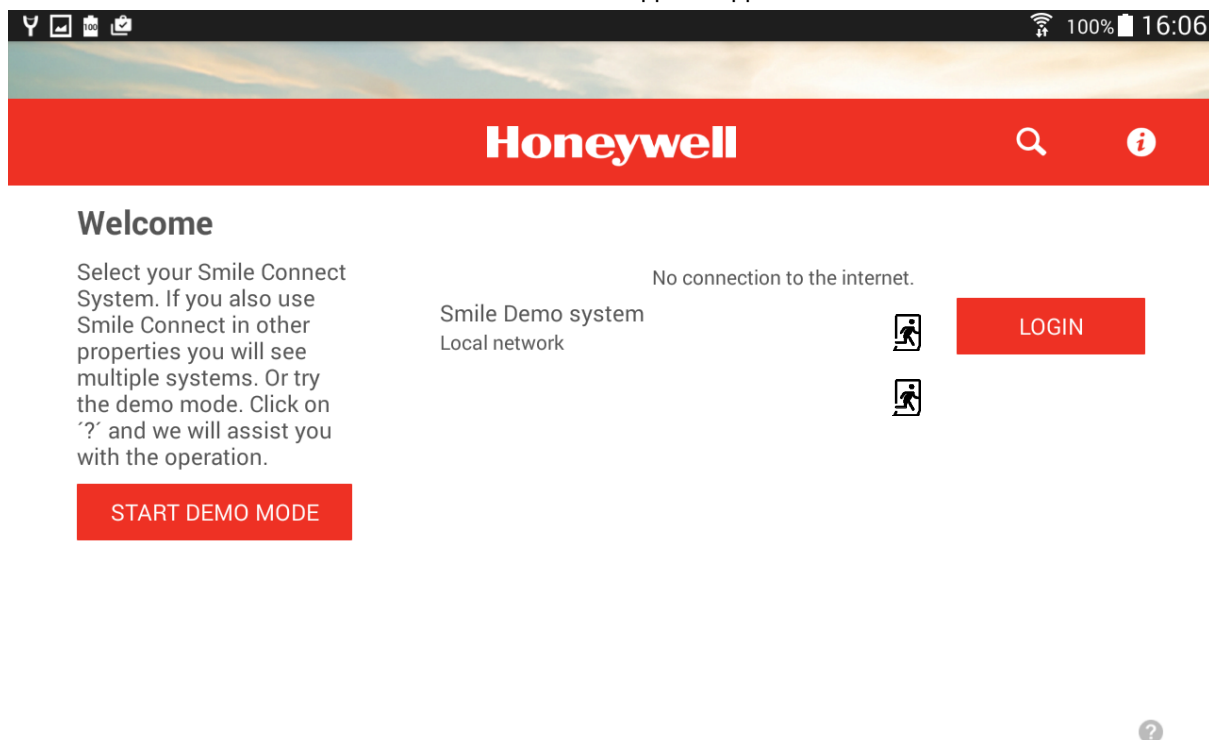 100% 16:06
Honeywell
Welcome
Select your Smile Connect
System. If you also use
Smile Connect in other
properties you will see
multiple systems. Or try
the demo mode. Click on
´?´ and we will assist you
with the operation.
START DEMO MODE
No connection to the internet.
Smile Demo system
Local network
LOGIN
?